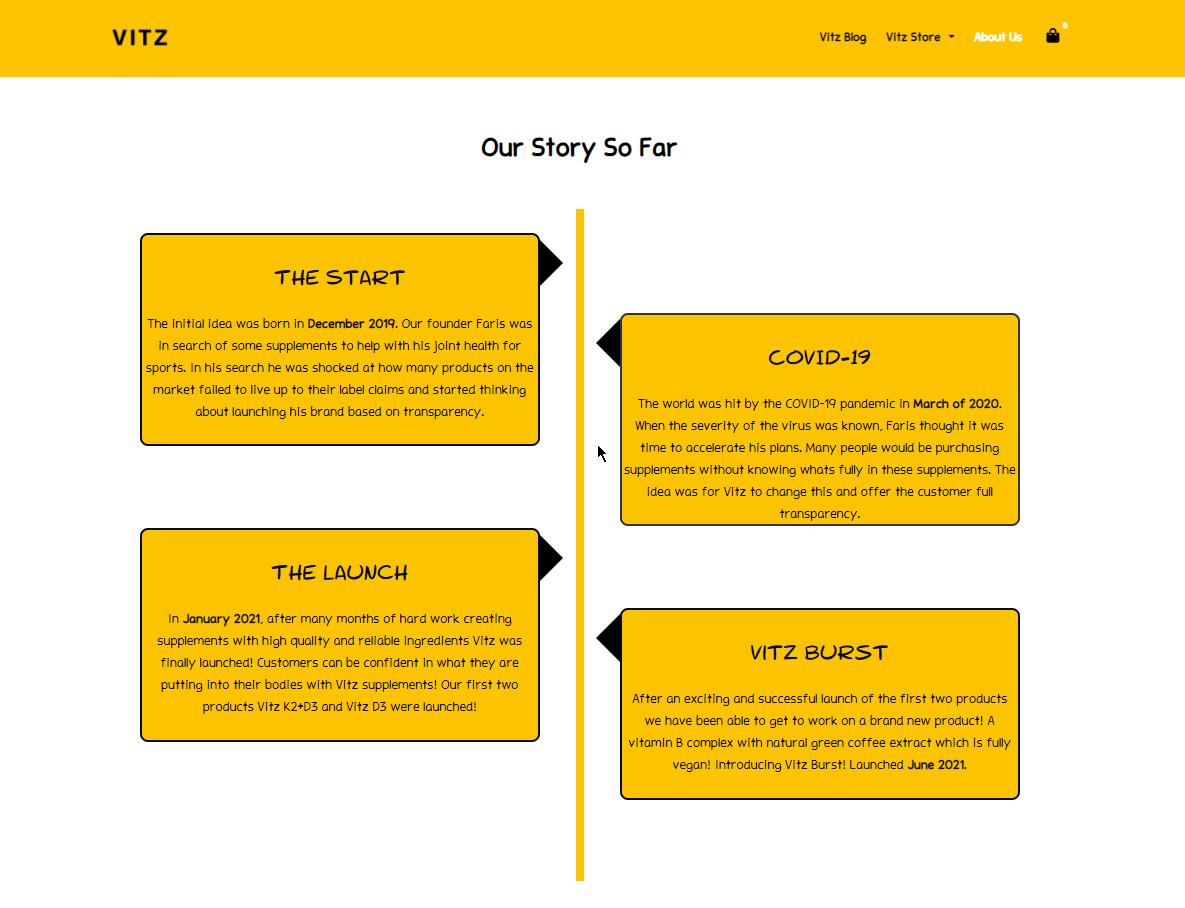 VITZ
Vitz Blog
Vitz Store
About Us
6
Our Story So Far
THE START
The initial idea was born in December 2019. Our founder Faris was
in search of some supplements to help with his joint health for
sports. In his search he was shocked at how many products on the
market failed to live up to their label claims and started thinking
about launching his brand based on transparency.
COVID-19
The world was hit by the COVID-19 pandemic in March of 2020.
When the severity of the virus was known, Faris thought it was
time to accelerate his plans. Many people would be purchasing
supplements without knowing whats fully in these supplements. The
idea was for Vitz to change this and offer the customer full
transparency.
THE LAUNCH
In January 2021, after many months of hard work creating
supplements with high quality and reliable ingredients Vitz was
finally launched! Customers can be confident in what they are
putting into their bodies with Vitz supplements! Our first two
products Vitz K2+D3 and Vitz D3 were launched!
VITZ BURST
After an exciting and successful launch of the first two products
we have been able to get to work on a brand new product! A
vitamin B complex with natural green coffee extract which is fully
vegan! Introducing Vitz Burst! Launched June 2021.